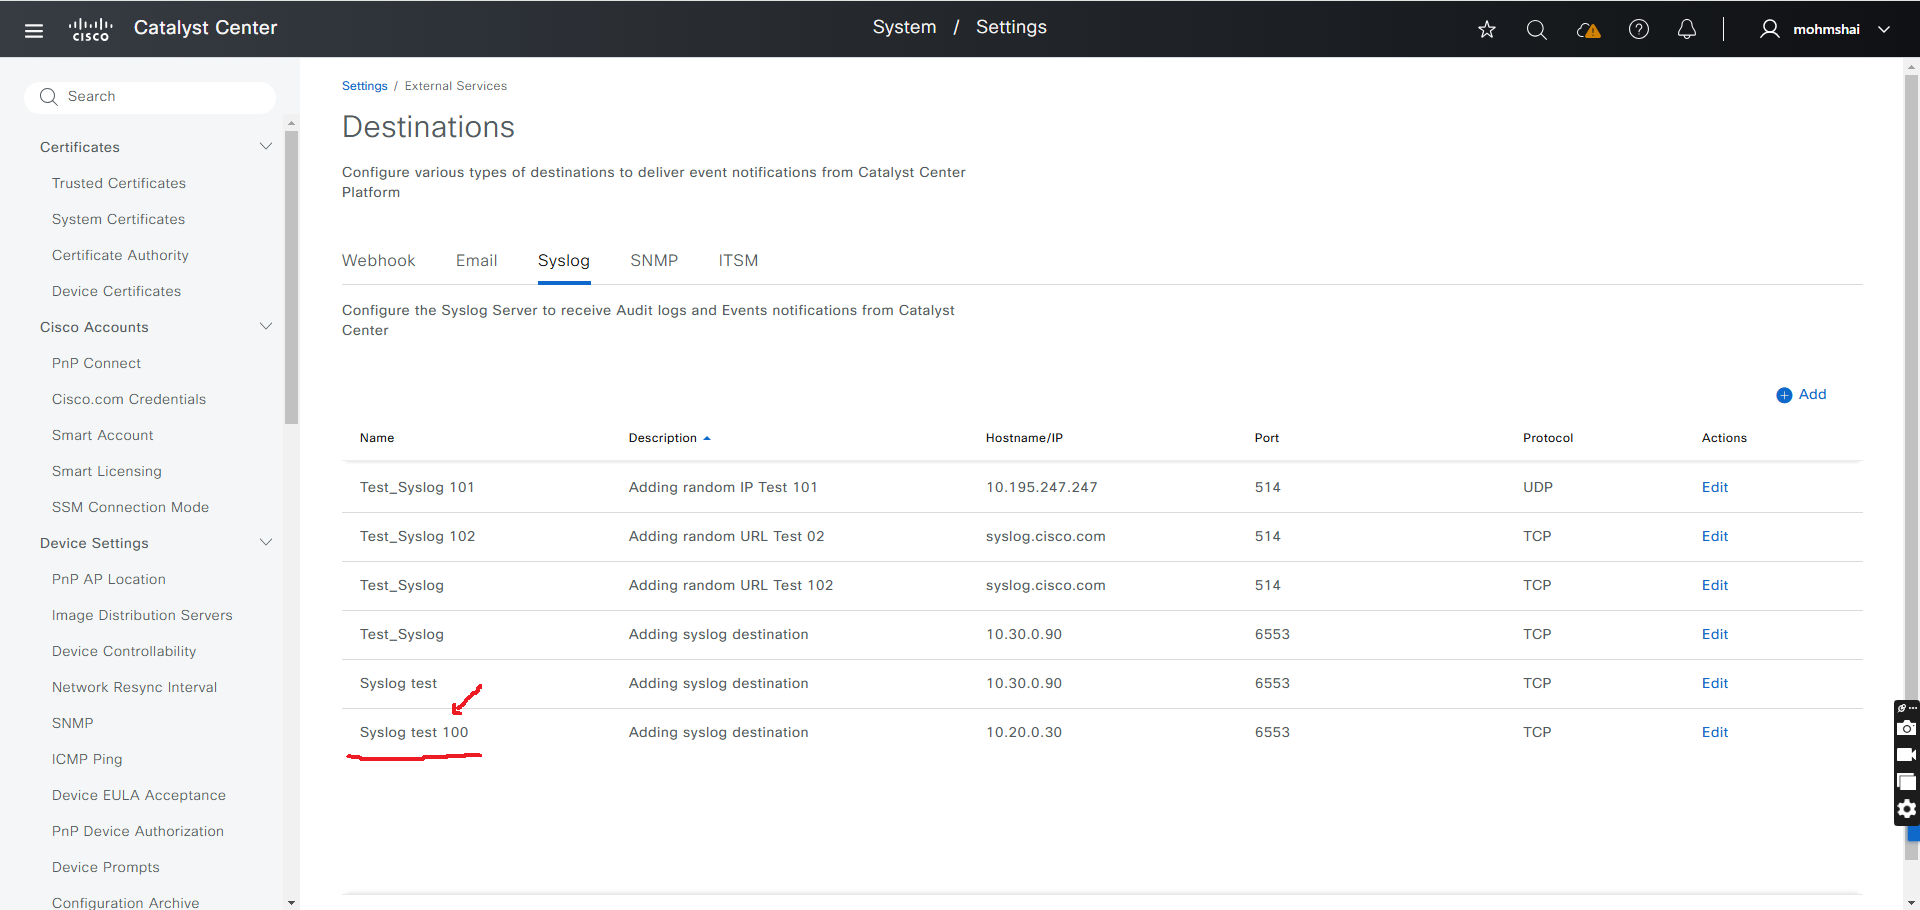 cisco Catalyst Center
System / Settings
mohmshai
Search
Certificates
Trusted Certificates
System Certificates
Certificate Authority
Device Certificates
Cisco Accounts
PnP Connect
Cisco.com Credentials
Smart Account
Smart Licensing
SSM Connection Mode
Device Settings
PnP AP Location
Image Distribution Servers
Device Controllability
Network Resync Interval
SNMP
ICMP Ping
Device EULA Acceptance
PnP Device Authorization
Device Prompts
Configuration Archive
Settings / External Services
Destinations
Configure various types of destinations to deliver event notifications from Catalyst Center
Platform
Webhook Email Syslog SNMP ITSM
Configure the Syslog Server to receive Audit logs and Events notifications from Catalyst
Center
Add
Name Description Hostname/IP Port Protocol Actions
Test_Syslog 101 Adding random IP Test 101 10.195.247.247 514 UDP Edit
Test_Syslog 102 Adding random URL Test 02 syslog.cisco.com 514 TCP Edit
Test_Syslog Adding random URL Test 102 syslog.cisco.com 514 TCP Edit
Test_Syslog Adding syslog destination 10.30.0.90 6553 TCP Edit
Syslog test Adding syslog destination 10.30.0.90 6553 TCP Edit
Syslog test 100 Adding syslog destination 10.20.0.30 6553 TCP Edit